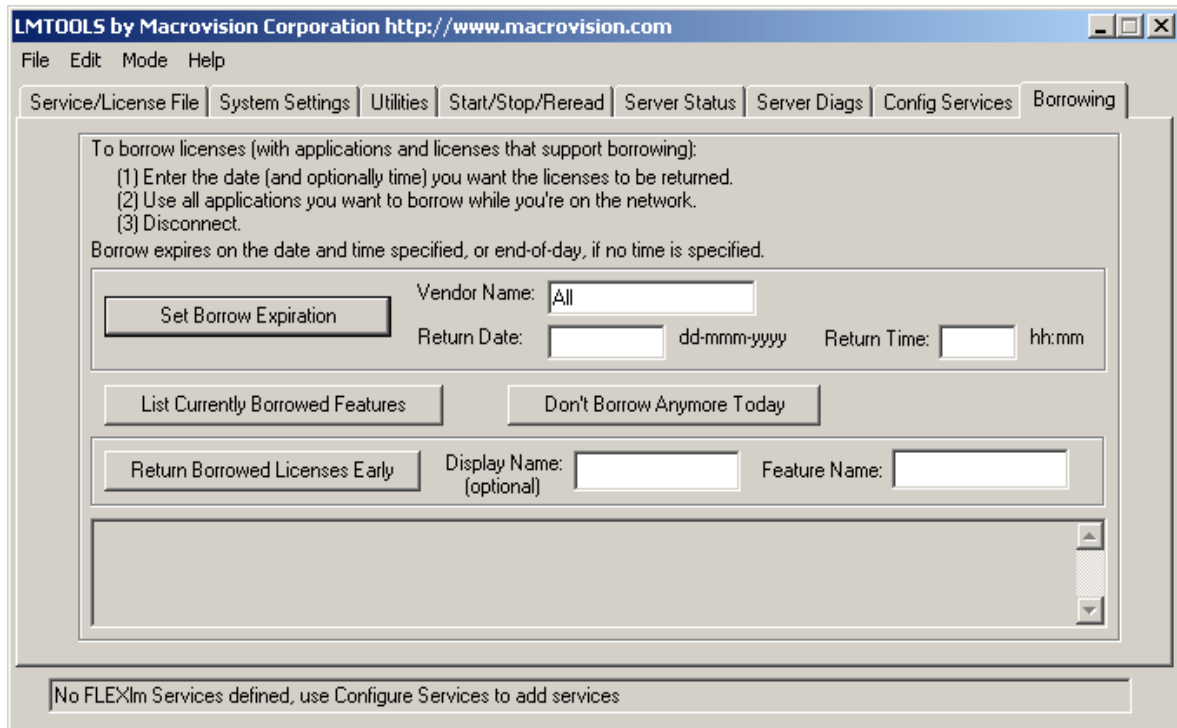 LMTOOLS by Macrovision Corporation http://www.macrovision.com
File Edit Mode Help
Service/License File System Settings Utilities Start/Stop/Reread Server Status Server Diags Config Services Borrowing
To borrow licenses (with applications and licenses that support borrowing):
(1) Enter the date (and optionally time) you want the licenses to be returned.
(2) Use all applications you want to borrow while you're on the network.
(3) Disconnect.
Borrow expires on the date and time specified, or end-of-day, if no time is specified.
Set Borrow Expiration Vendor Name: All
Return Date: dd-mmm-yyyy Return Time: hh:mm
List Currently Borrowed Features Don't Borrow Anymore Today
Return Borrowed Licenses Early Display Name: Feature Name:
(optional)
No FLEXlm Services defined, use Configure Services to add services